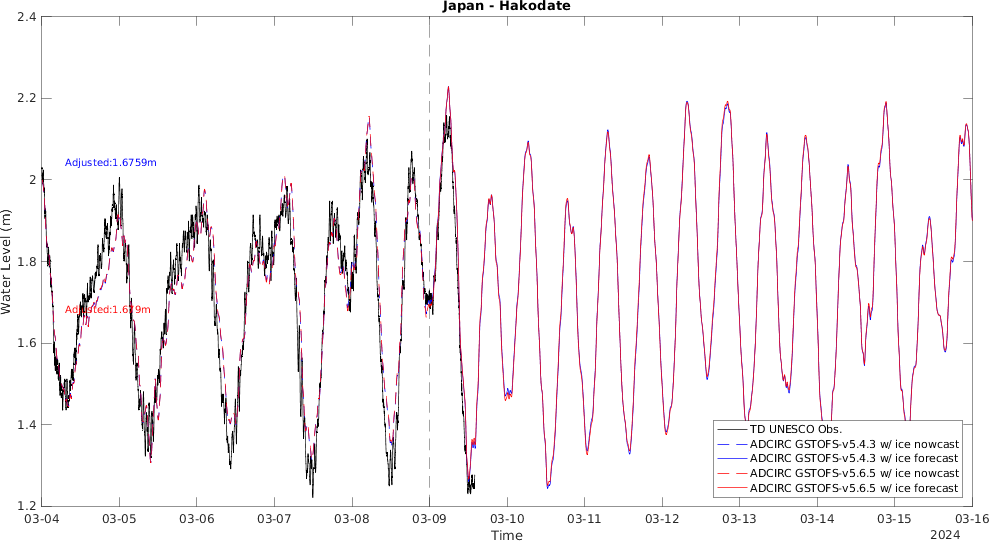 Japan - Hakodate
2.4
2.2
2
1.8
1.6
1.4
1.2
Water Level (m)
Adjusted:1.6759m
Adjusted:1.679m
TD UNESCO Obs.
ADCIRC GSTOFS-v5.4.3 w/ ice nowcast
ADCIRC GSTOFS-v5.4.3 w/ ice forecast
ADCIRC GSTOFS-v5.6.5 w/ ice nowcast
ADCIRC GSTOFS-v5.6.5 w/ ice forecast
03-04 03-05 03-06 03-07 03-08 03-09 03-10 03-11 03-12 03-13 03-14 03-15 03-16
Time
2024